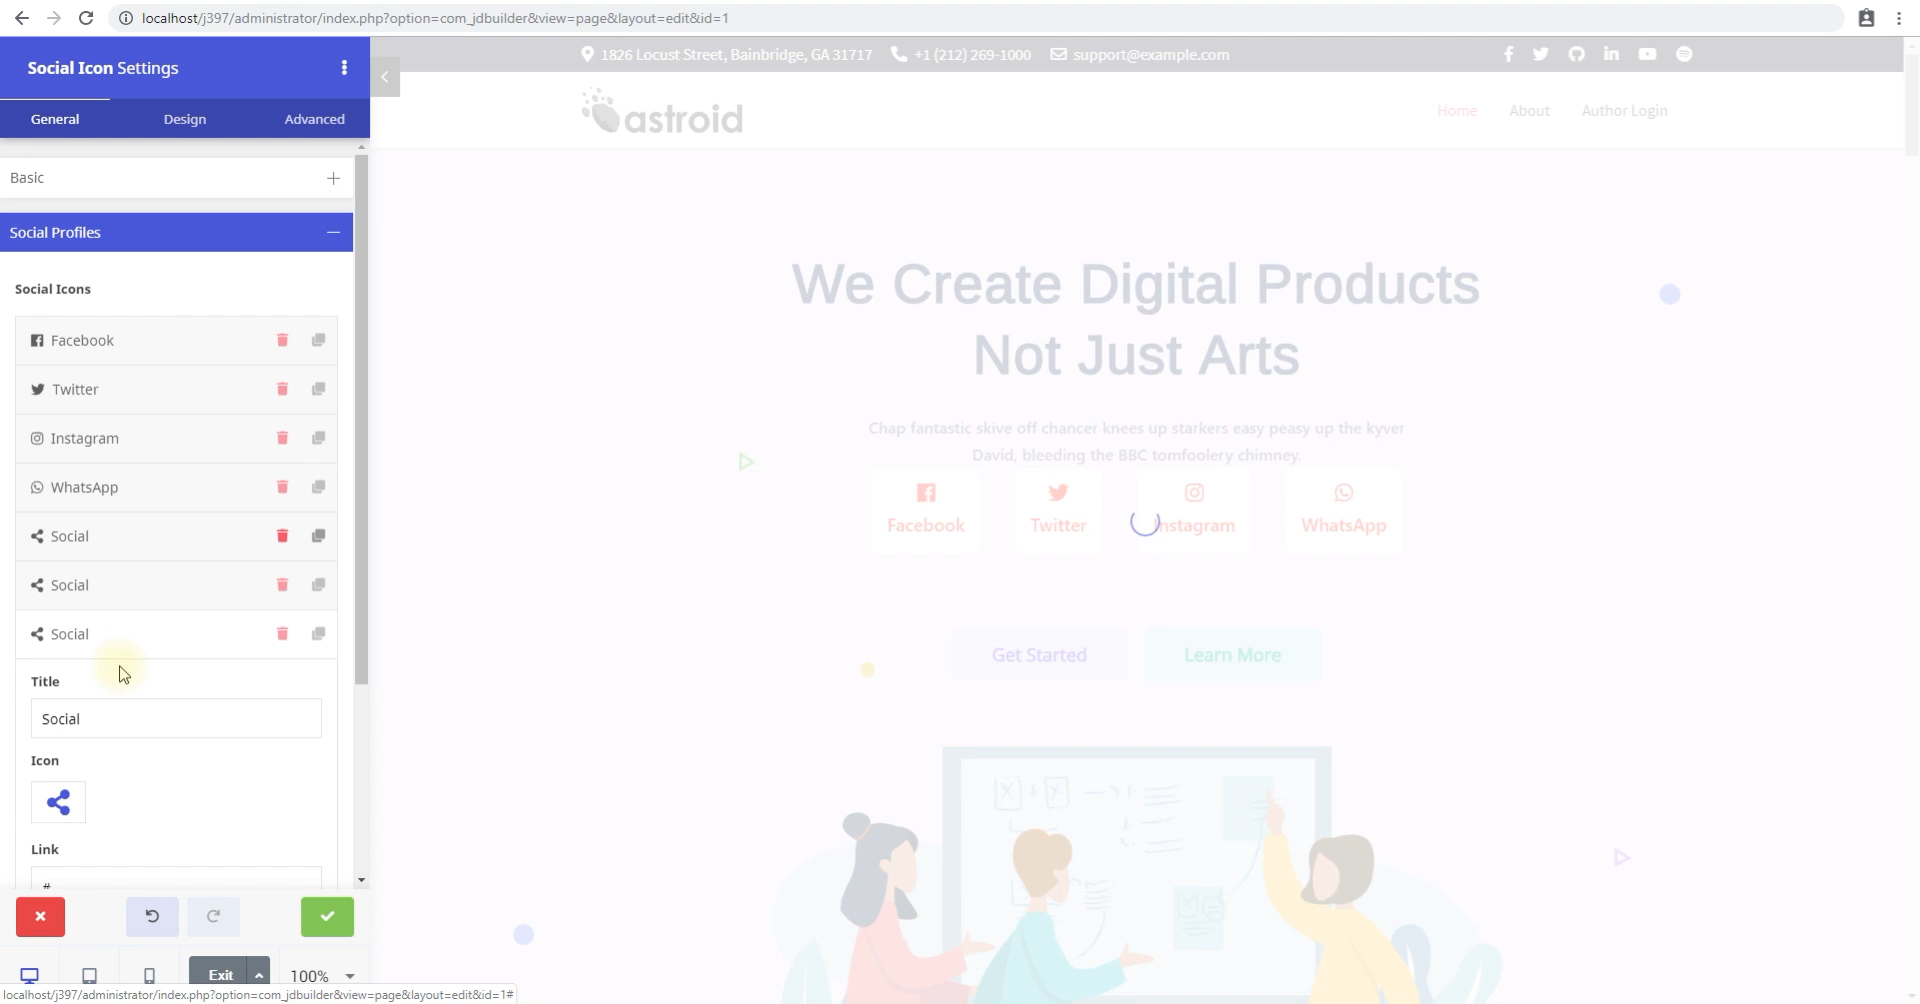 localhost/j397/administrator/index.php?option=com_jdbuilder&view=page&layout=edit&id=1
Social Icon Settings
General Design Advanced
Basic
Social Profiles
Social Icons
Facebook
Twitter
Instagram
WhatsApp
Social
Social
Social
Title
Social
Icon
Link
#
Exit 100%
localhost/j397/administrator/index.php?option=com_jdbuilder&view=page&layout=edit&id=1#
1826 Locust Street, Bainbridge, GA 31717 +1 (212) 269-1000 support@example.com
astroid
Home About Author Login
We Create Digital Products
Not Just Arts
Chap fantastic skive off chancer knees up starkers easy peasy up the kyver
David, bleeding the BBC tomfoolery chimney.
Facebook Twitter Instagram WhatsApp
Get Started Learn More